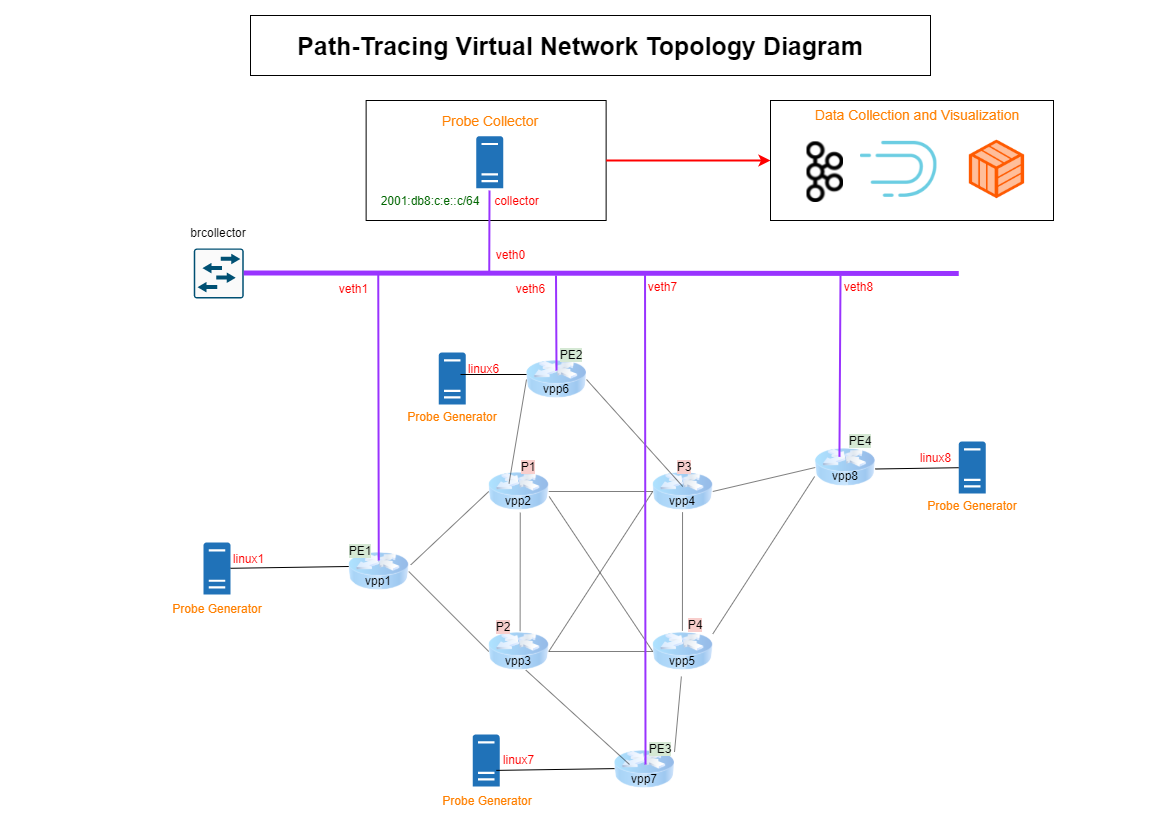 Path-Tracing Virtual Network Topology Diagram
Probe Collector
Data Collection and Visualization
2001:db8:c:e::c/64
collector
brcollector
veth0
veth1
veth6
veth7
veth8
PE2
linux6
vpp6
Probe Generator
PE4
linux8
vpp8
Probe Generator
P1
P3
vpp2
vpp4
PE1
linux1
vpp1
Probe Generator
P2
P4
vpp3
vpp5
PE3
linux7
vpp7
Probe Generator